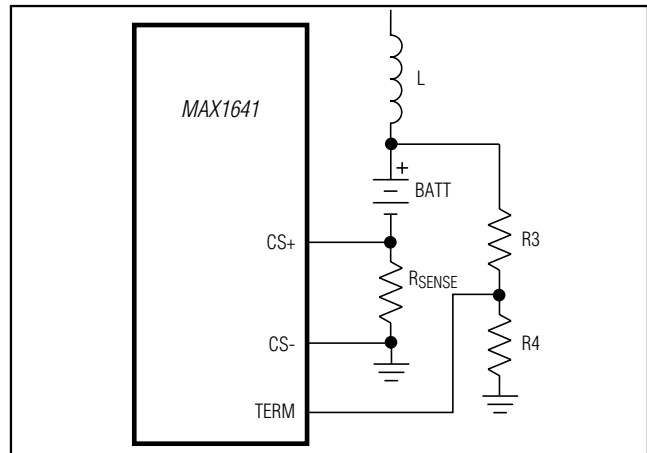 L
MAX1641
+
BATT
CS+
R3
RSENSE
CS-
R4
TERM